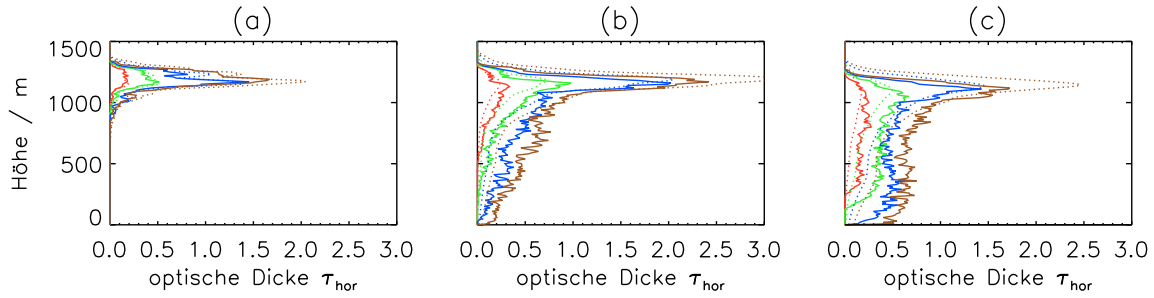 (a) (b) (c)
1500
1000
500
0
Höhe / m
0.0 0.5 1.0 1.5 2.0 2.5 3.0 0.0 0.5 1.0 1.5 2.0 2.5 3.0 0.0 0.5 1.0 1.5 2.0 2.5 3.0
optische Dicke τhor optische Dicke τhor optische Dicke τhor